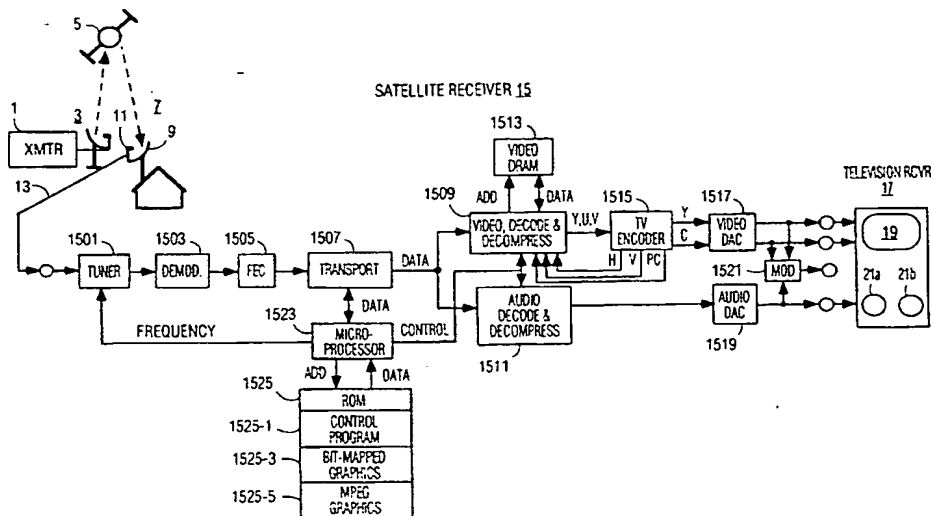 5
SATELLITE RECEIVER 15
1
3
7
11
9
XMTR
13
1513
VIDEO DRAM
TELEVISION RCVR
17
1509
ADD
DATA
1515
1517
1501
1503
1505
1507
VIDEO, DECODE & DECOMPRESS
Y,U,V
TV ENCODER
Y
C
VIDEO DAC
19
TUNER
DEMOD.
FEC
TRANSPORT
DATA
H
V
PC
1521
MOD
21a
21b
DATA
AUDIO DECODE & DECOMPRESS
AUDIO DAC
FREQUENCY
1523
MICRO-PROCESSOR
CONTROL
1511
1519
ADD
DATA
1525
ROM
1525-1
CONTROL PROGRAM
1525-3
BIT-MAPPED GRAPHICS
1525-5
MPEG GRAPHICS